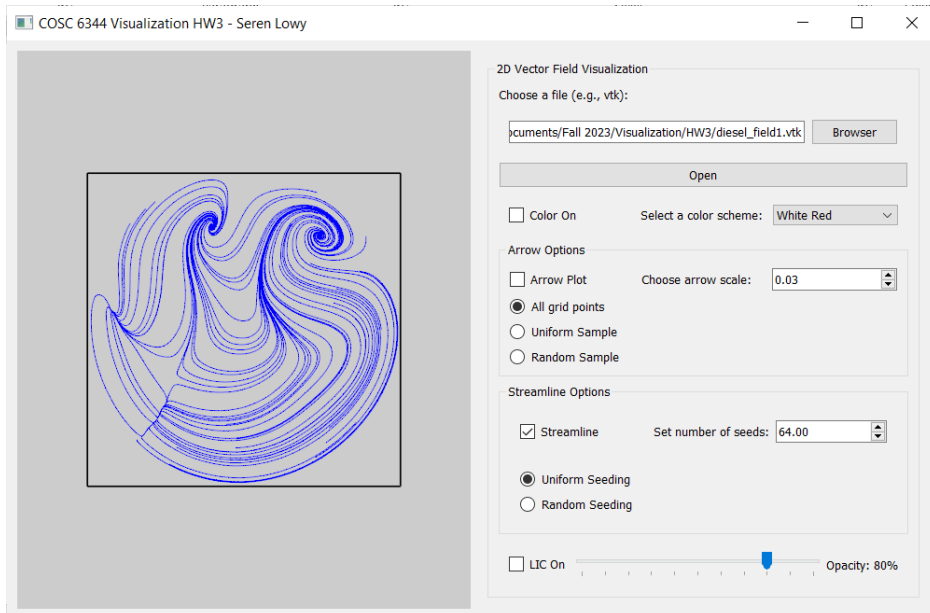 COSC 6344 Visualization HW3 - Seren Lowy
2D Vector Field Visualization
Choose a file (e.g., vtk):
ocuments/Fall 2023/Visualization/HW3/diesel_field1.vtk Browser
Open
Color On Select a color scheme: White Red
Arrow Options
Arrow Plot Choose arrow scale: 0.03
All grid points
Uniform Sample
Random Sample
Streamline Options
Streamline Set number of seeds: 64.00
Uniform Seeding
Random Seeding
LIC On Opacity: 80%